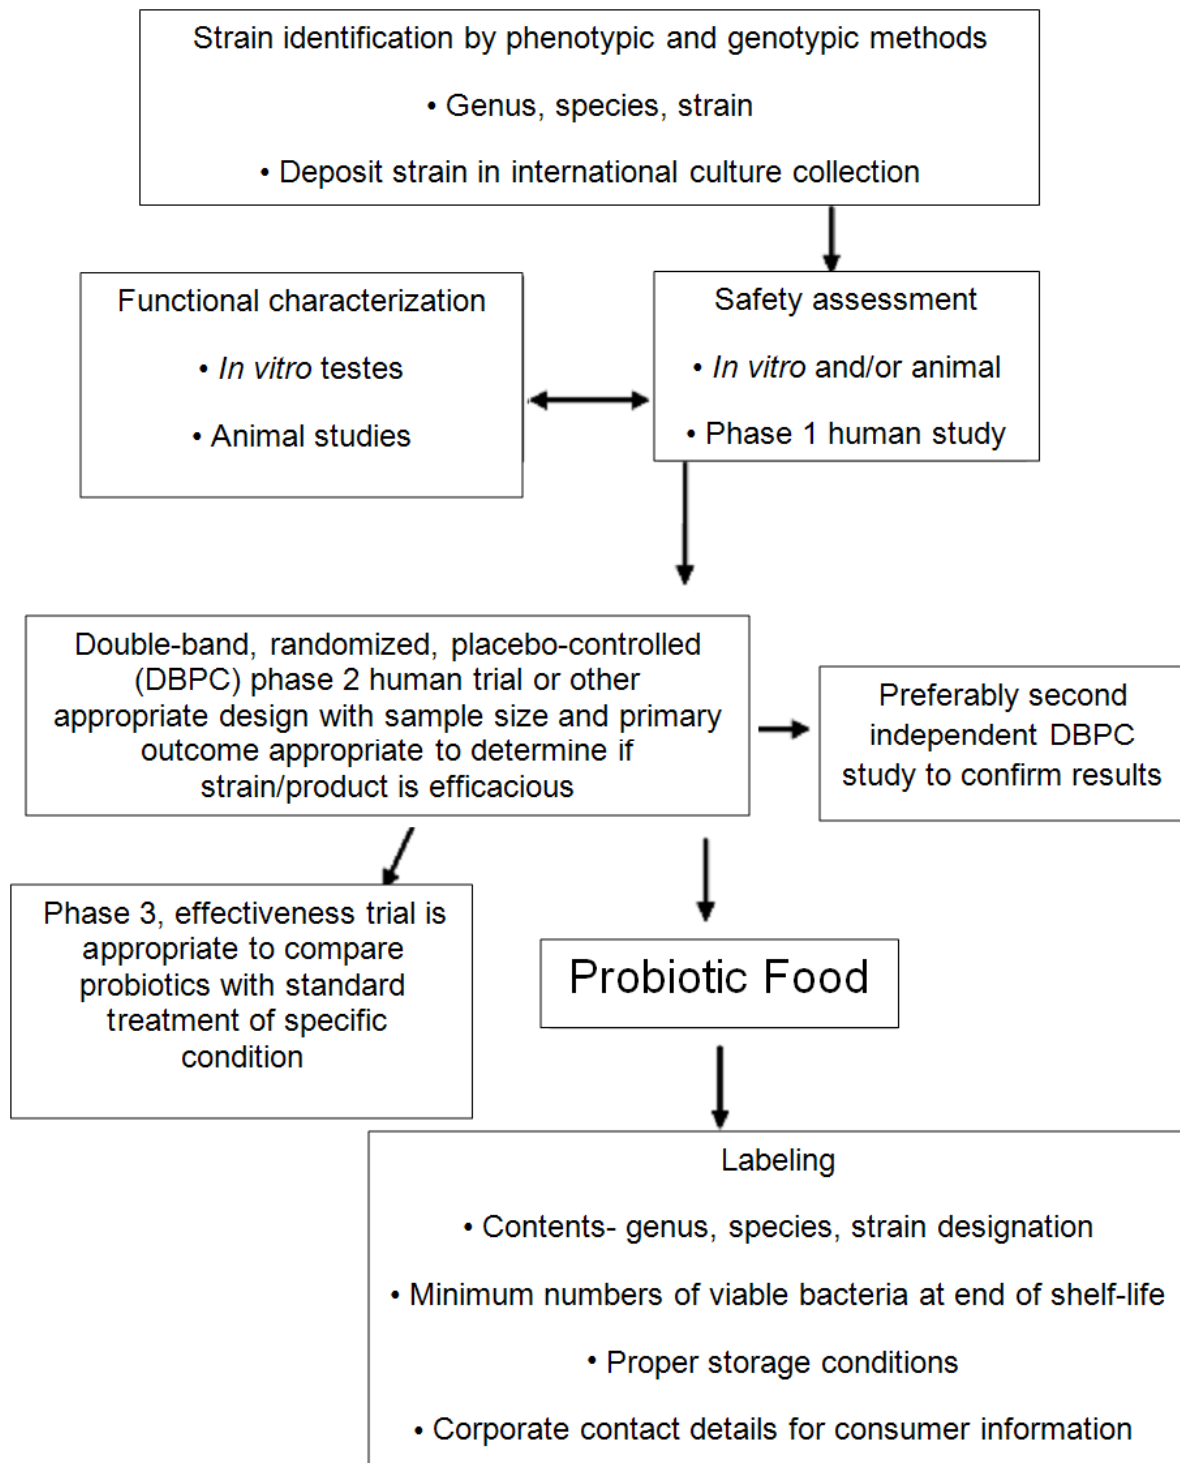 Strain identification by phenotypic and genotypic methods
• Genus, species, strain
• Deposit strain in international culture collection
Functional characterization
• In vitro testes
• Animal studies
Safety assessment
• In vitro and/or animal
• Phase 1 human study
Double-band, randomized, placebo-controlled
(DBPC) phase 2 human trial or other
appropriate design with sample size and primary
outcome appropriate to determine if
strain/product is efficacious
Preferably second
independent DBPC
study to confirm results
Phase 3, effectiveness trial is
appropriate to compare
probiotics with standard
treatment of specific
condition
Probiotic Food
Labeling
• Contents- genus, species, strain designation
• Minimum numbers of viable bacteria at end of shelf-life
• Proper storage conditions
• Corporate contact details for consumer information